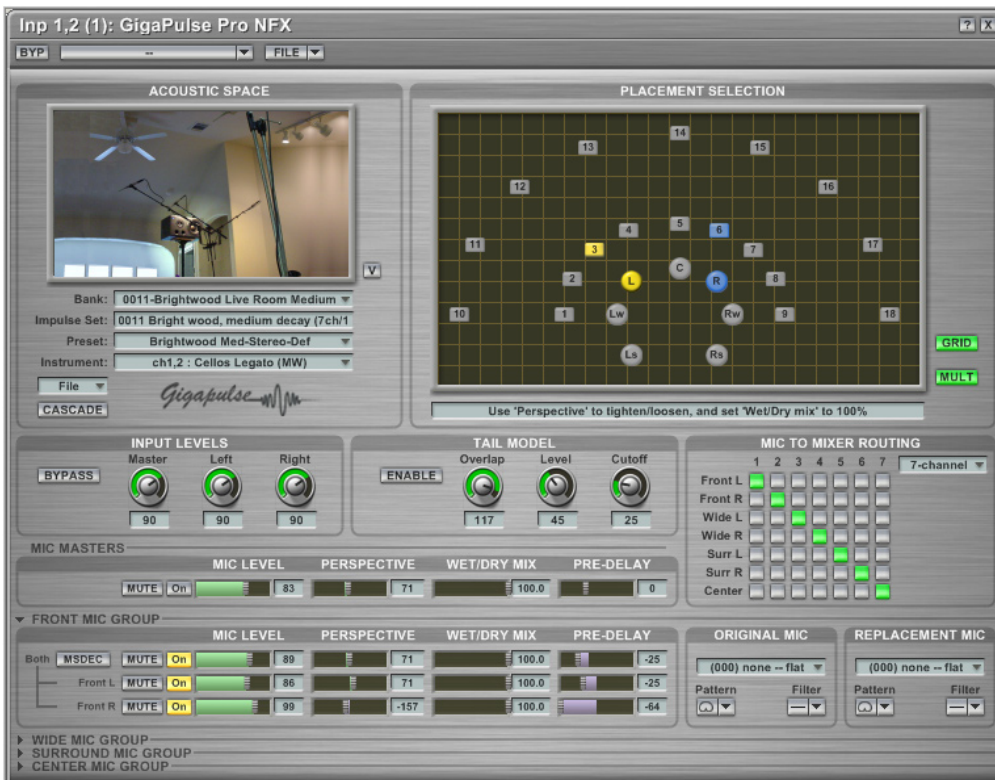 Inp 1,2 (1): GigaPulse Pro NFX ? X
BYP -- FILE
ACOUSTIC SPACE
V
Bank: 0011-Brightwood Live Room Medium
Impulse Set: 0011 Bright wood, medium decay (7ch/1
Preset: Brightwood Med-Stereo-Def
Instrument: ch1,2 : Cellos Legato (MW)
File
CASCADE
Gigapulse
PLACEMENT SELECTION
14
13 15
12 16
4 5 6
11 3 7 17
C
2 L R 8
10 1 Lw Rw 9 18
Ls Rs
GRID
MULT
Use 'Perspective' to tighten/loosen, and set 'Wet/Dry mix' to 100%
INPUT LEVELS
BYPASS Master Left Right
90 90 90
TAIL MODEL
ENABLE Overlap Level Cutoff
117 45 25
MIC TO MIXER ROUTING
1 2 3 4 5 6 7 7-channel
Front L
Front R
Wide L
Wide R
Surr L
Surr R
Center
MIC MASTERS
MIC LEVEL PERSPECTIVE WET/DRY MIX PRE-DELAY
MUTE On 83 71 100.0 0
FRONT MIC GROUP
MIC LEVEL PERSPECTIVE WET/DRY MIX PRE-DELAY
Both MSDEC MUTE On 89 71 100.0 -25
Front L MUTE On 86 71 100.0 -25
Front R MUTE On 99 -157 100.0 -64
ORIGINAL MIC
(000) none -- flat
Pattern Filter
REPLACEMENT MIC
(000) none -- flat
Pattern Filter
WIDE MIC GROUP
SURROUND MIC GROUP
CENTER MIC GROUP